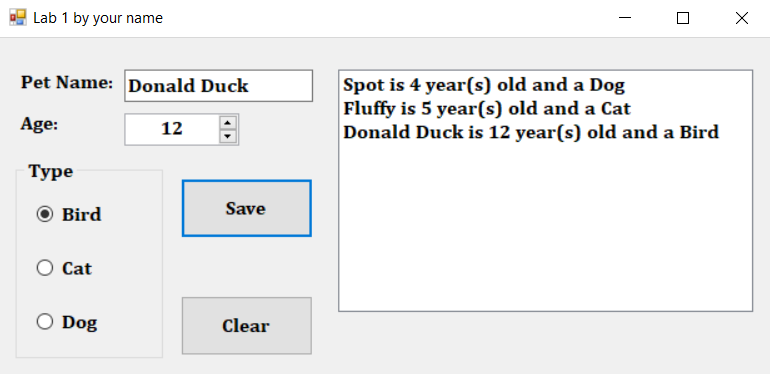 Lab 1 by your name
Pet Name: Donald Duck
Age: 12
Type
Bird
Cat
Dog
Save
Clear
Spot is 4 year(s) old and a Dog
Fluffy is 5 year(s) old and a Cat
Donald Duck is 12 year(s) old and a Bird